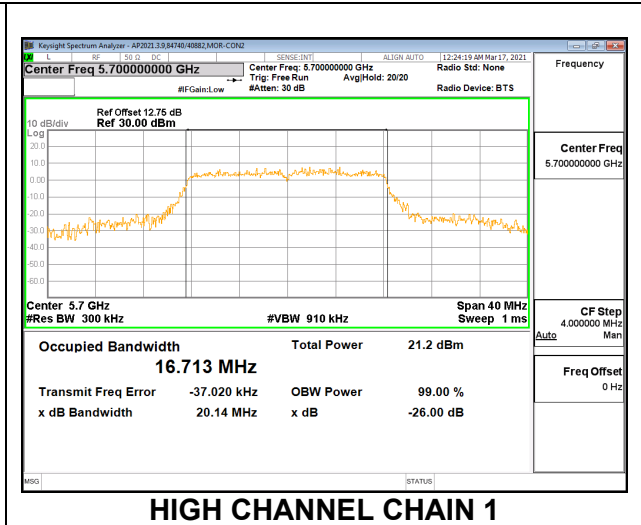 Keysight Spectrum Analyzer - AP2021.3.9,84740/40882,MOR-CON2
LXI L RF 50 Ω DC SENSE:INT ALIGN AUTO 12:24:19 AM Mar 17, 2021
Center Freq 5.700000000 GHz
Center Freq: 5.700000000 GHz Radio Std: None
Trig: Free Run Avg|Hold: 20/20
#IFGain:Low #Atten: 30 dB Radio Device: BTS
Ref Offset 12.75 dB
10 dB/div Ref 30.00 dBm
Log
20.0
10.0
0.00
-10.0
-20.0
-30.0
-40.0
-50.0
-60.0
Center 5.7 GHz Span 40 MHz
#Res BW 300 kHz #VBW 910 kHz Sweep 1 ms
Occupied Bandwidth Total Power 21.2 dBm
16.713 MHz
Transmit Freq Error -37.020 kHz OBW Power 99.00 %
x dB Bandwidth 20.14 MHz x dB -26.00 dB
MSG STATUS
Frequency
Center Freq
5.700000000 GHz
CF Step
4.000000 MHz
Auto Man
Freq Offset
0 Hz
HIGH CHANNEL CHAIN 1